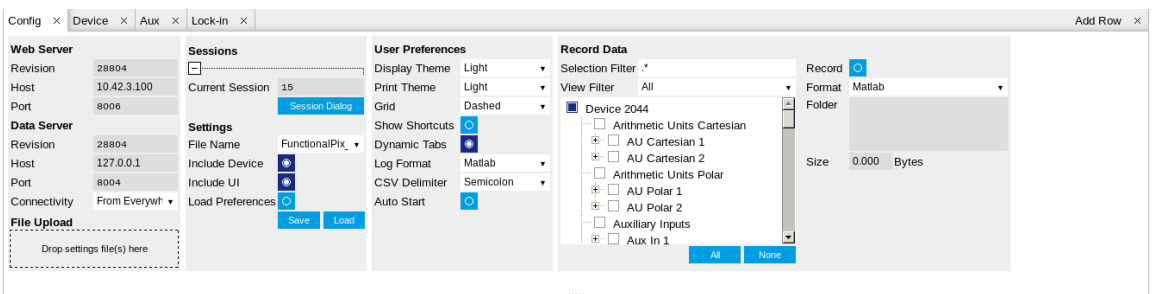 Config × Device × Aux × Lock-in × Add Row ×
Web Server
Revision 28804
Host 10.42.3.100
Port 8006
Data Server
Revision 28804
Host 127.0.0.1
Port 8004
Connectivity From Everywh
File Upload
Drop settings file(s) here
Sessions
Current Session 15
Session Dialog
Settings
File Name FunctionalPix_
Include Device
Include UI
Load Preferences
Save Load
User Preferences
Display Theme Light
Print Theme Light
Grid Dashed
Show Shortcuts
Dynamic Tabs
Log Format Matlab
CSV Delimiter Semicolon
Auto Start
Record Data
Selection Filter .*
View Filter All
Device 2044
Arithmetic Units Cartesian
AU Cartesian 1
AU Cartesian 2
Arithmetic Units Polar
AU Polar 1
AU Polar 2
Auxiliary Inputs
Aux In 1
All None
Record
Format Matlab
Folder
Size 0.000 Bytes